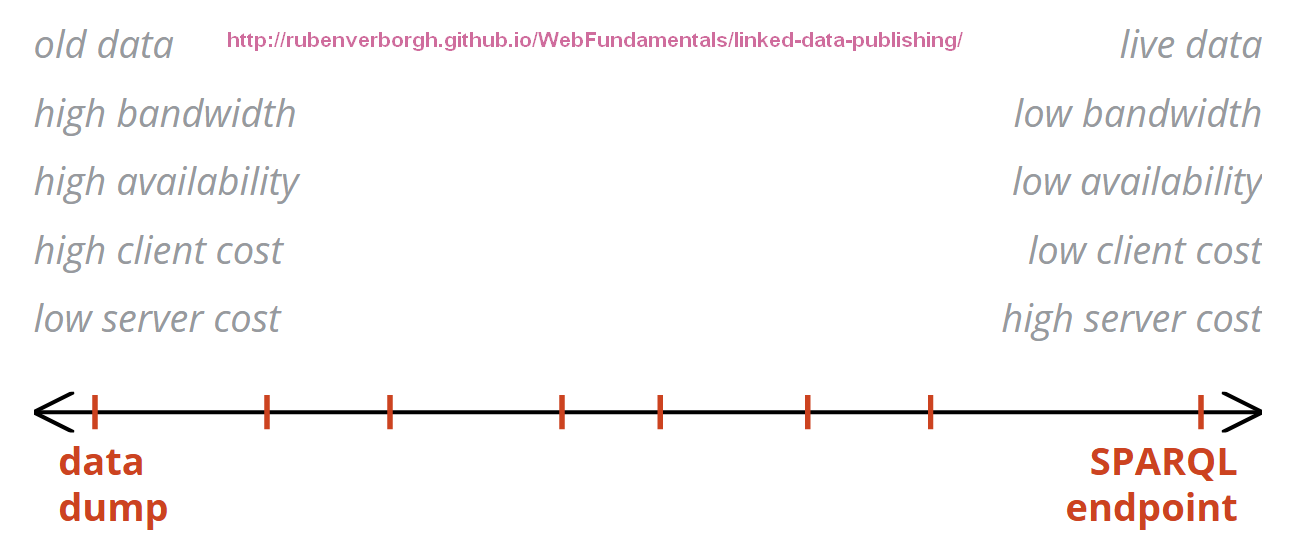 old data
http://rubenverborgh.github.io/WebFundamentals/linked-data-publishing/
live data
high bandwidth
low bandwidth
high availability
low availability
high client cost
low client cost
low server cost
high server cost
data
dump
SPARQL
endpoint